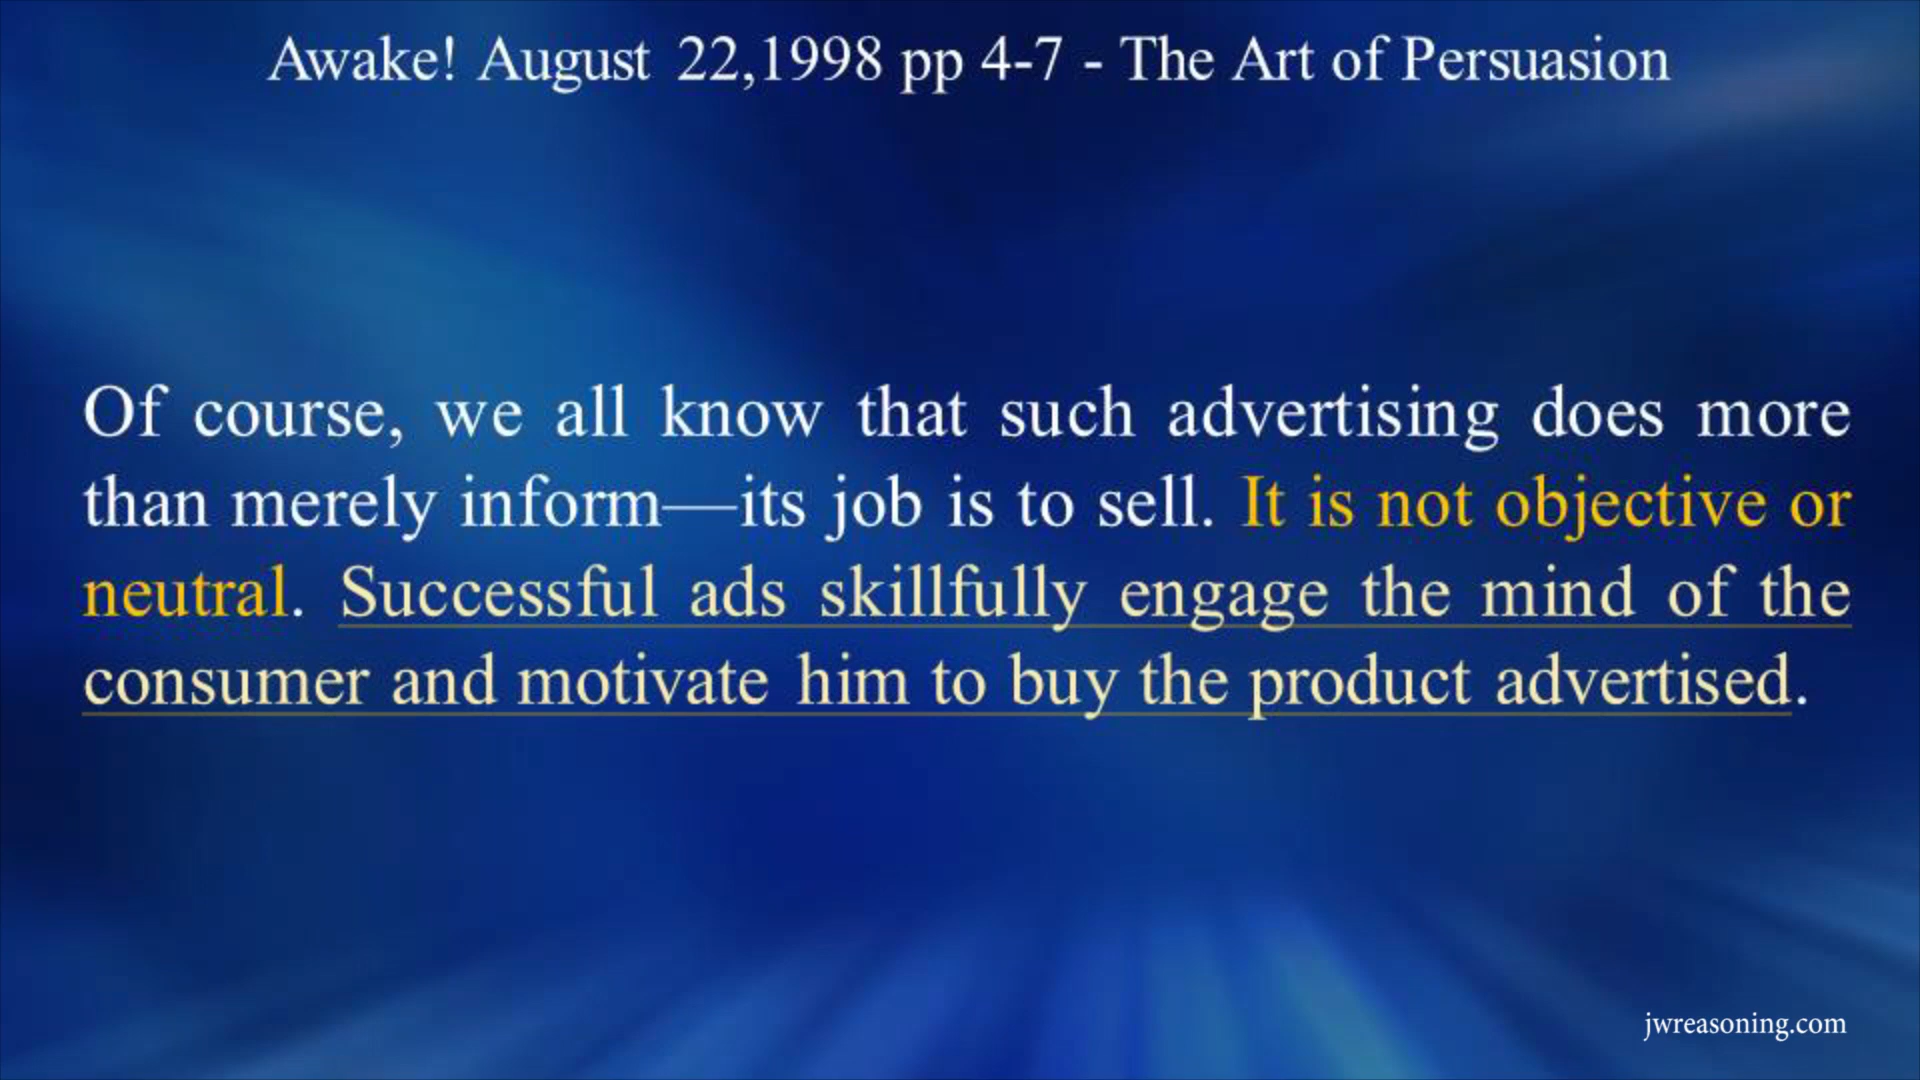 Awake! August 22,1998 pp 4-7 - The Art of Persuasion
Of course, we all know that such advertising does more
than merely inform—its job is to sell. It is not objective or
neutral. Successful ads skillfully engage the mind of the
consumer and motivate him to buy the product advertised.
jwreasoning.com